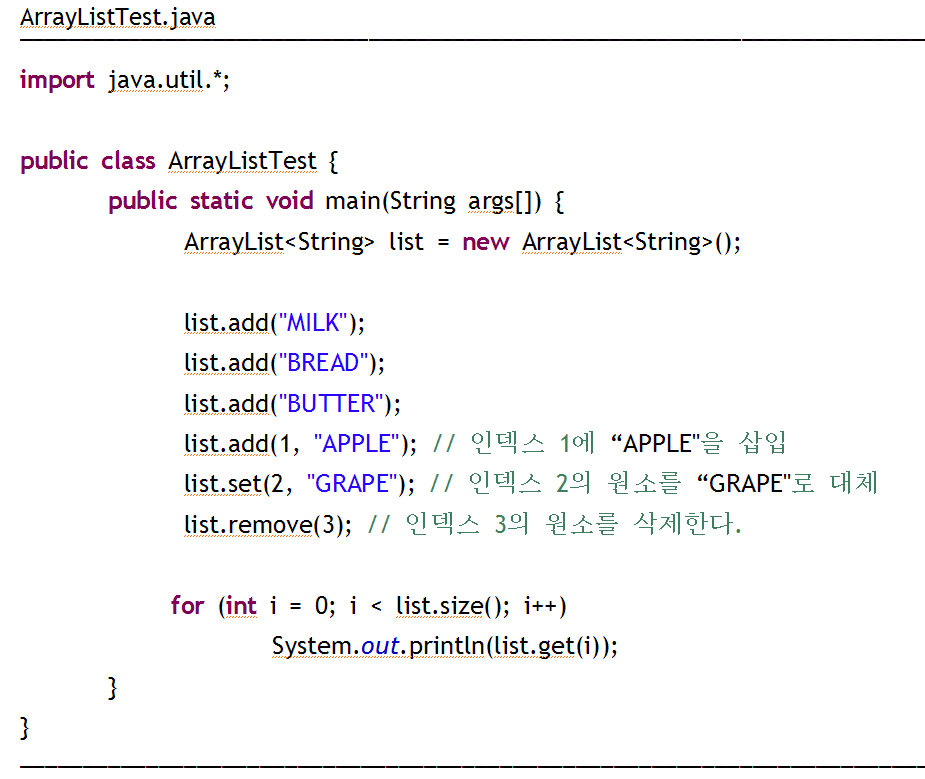 ArrayListTest.java
import java.util.*;
public class ArrayListTest {
public static void main(String args[]) {
ArrayList<String> list = new ArrayList<String>();
list.add("MILK");
list.add("BREAD");
list.add("BUTTER");
list.add(1, "APPLE"); // 인덱스 1에 “APPLE"을 삽입
list.set(2, "GRAPE"); // 인덱스 2의 원소를 “GRAPE"로 대체
list.remove(3); // 인덱스 3의 원소를 삭제한다.
for (int i = 0; i < list.size(); i++)
System.out.println(list.get(i));
}
}